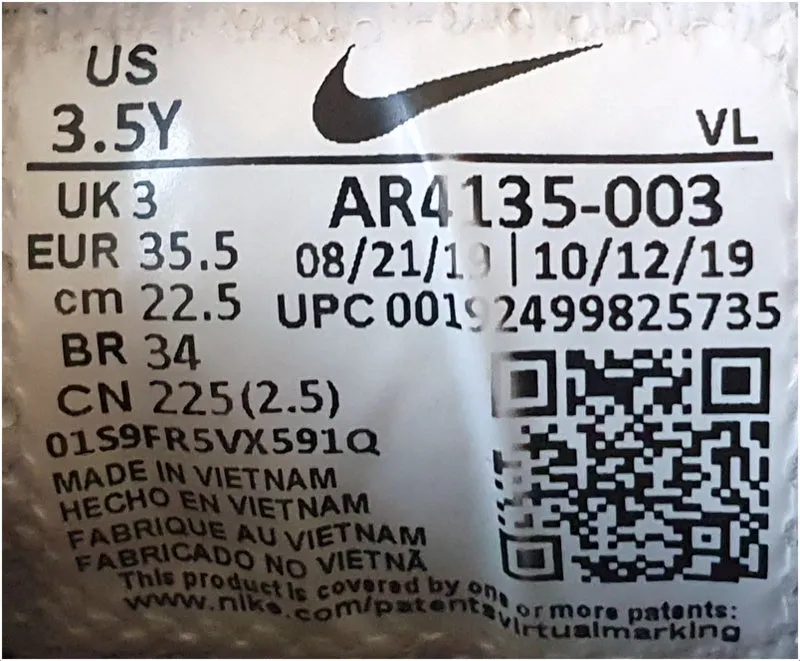 US
3.5Y
VL
UK 3
AR4135-003
EUR 35.5
08/21/19 | 10/12/19
cm 22.5
UPC 00192499825735
BR 34
CN 225(2.5)
01S9FR5VX591Q
MADE IN VIETNAM
HECHO EN VIETNAM
FABRIQUE AU VIETNAM
FABRICADO NO VIETNÃ
This product is covered by one or more patents:
www.nike.com/patentsvirtualmarking